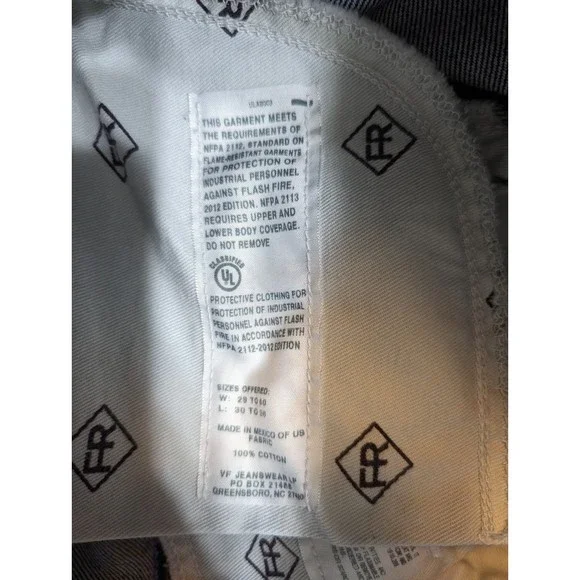 THIS GARMENT MEETS
THE REQUIREMENTS OF
NFPA 2112, STANDARD ON
FLAME-RESISTANT GARMENTS
FOR PROTECTION OF
INDUSTRIAL PERSONNEL
AGAINST FLASH FIRE,
2012 EDITION. NFPA 2113
REQUIRES UPPER AND
LOWER BODY COVERAGE.
DO NOT REMOVE
CLASSIFIED
UL
PROTECTIVE CLOTHING FOR
PROTECTION OF INDUSTRIAL
PERSONNEL AGAINST FLASH
FIRE IN ACCORDANCE WITH
NFPA 2112-2012 EDITION
SIZES OFFERED:
W: 29 TO
L: 30 TO
MADE IN MEXICO OF US
FABRIC
100% COTTON
VF JEANSWEAR LP
PO BOX
GREENSBORO, NC
FR
FR
FR
FR
FR